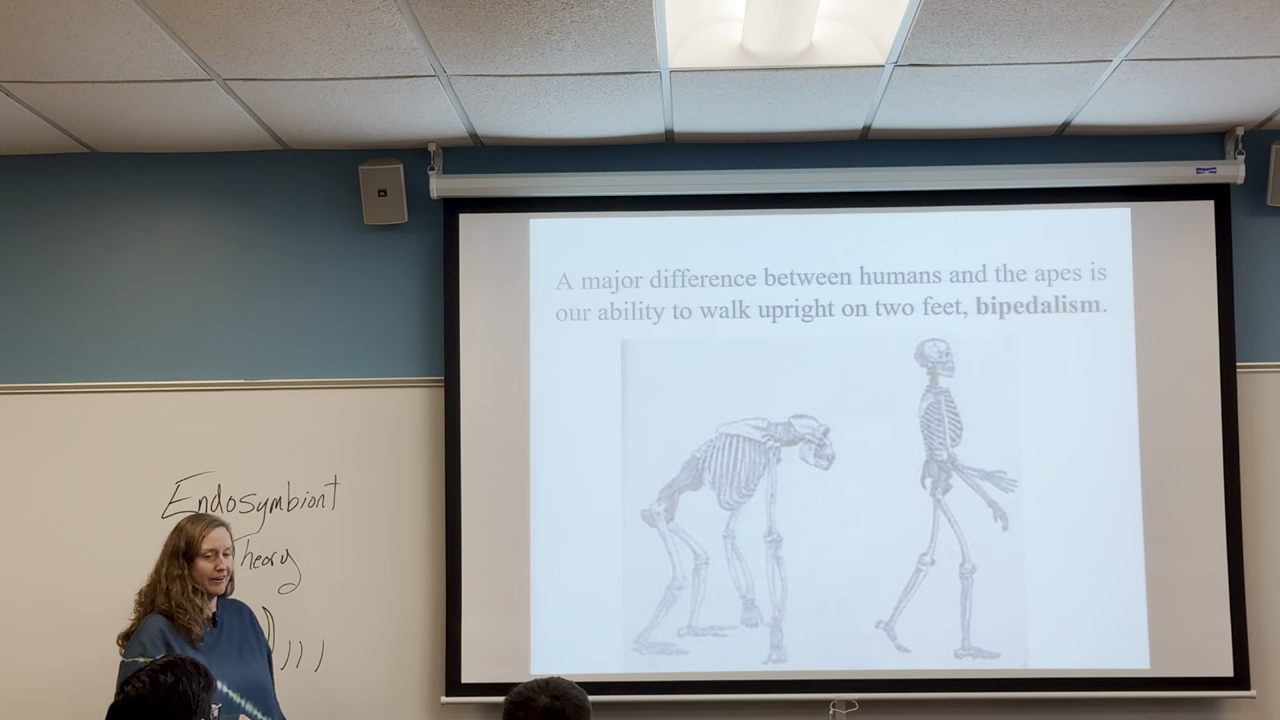 A major difference between humans and the apes is
our ability to walk upright on two feet, bipedalism.
Endosymbiont
Theory